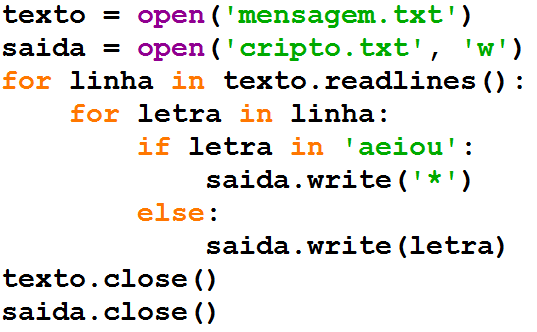 texto = open('mensagem.txt')
saida = open('cripto.txt', 'w')
for linha in texto.readlines():
    for letra in linha:
        if letra in 'aeiou':
            saida.write('*')
        else:
            saida.write(letra)
texto.close()
saida.close()